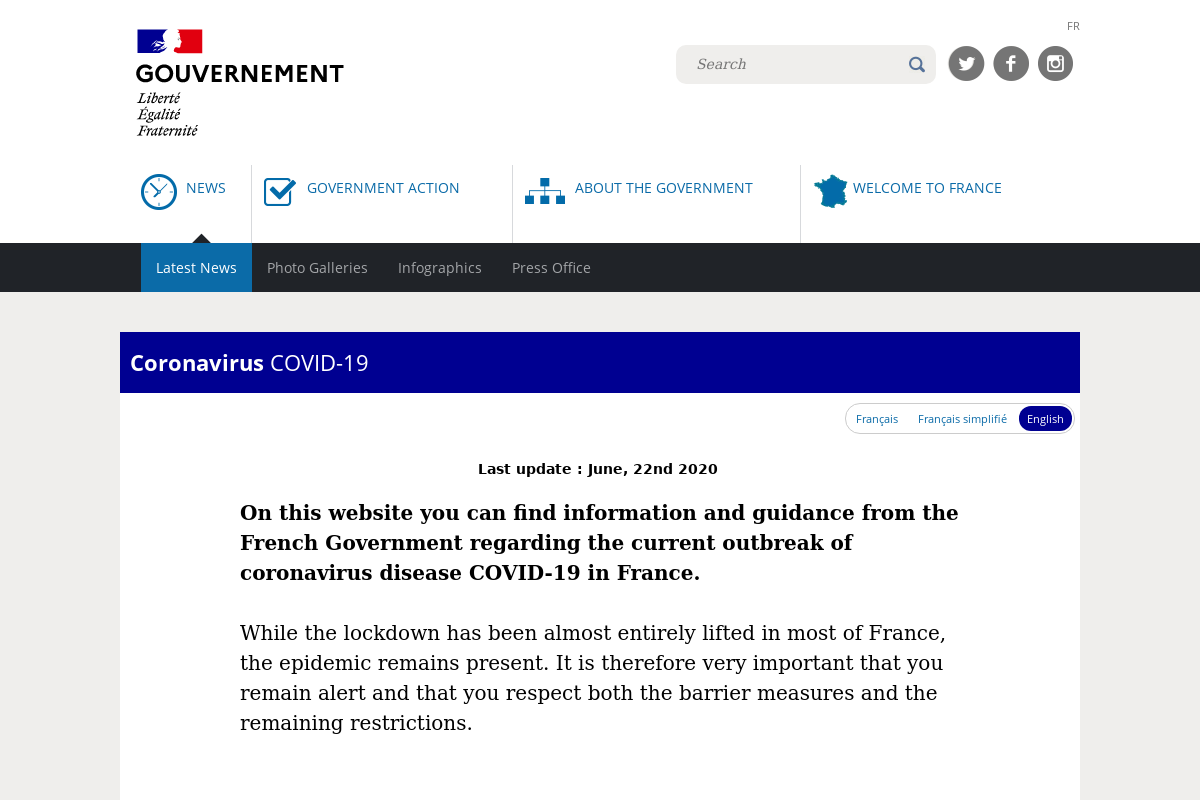 FR
GOUVERNEMENT
Liberté
Égalité
Fraternité
Search
NEWS
GOVERNMENT ACTION
ABOUT THE GOVERNMENT
WELCOME TO FRANCE
Latest News
Photo Galleries
Infographics
Press Office
Coronavirus COVID-19
Français
Français simplifié
English
Last update : June, 22nd 2020
On this website you can find information and guidance from the
French Government regarding the current outbreak of
coronavirus disease COVID-19 in France.
While the lockdown has been almost entirely lifted in most of France,
the epidemic remains present. It is therefore very important that you
remain alert and that you respect both the barrier measures and the
remaining restrictions.